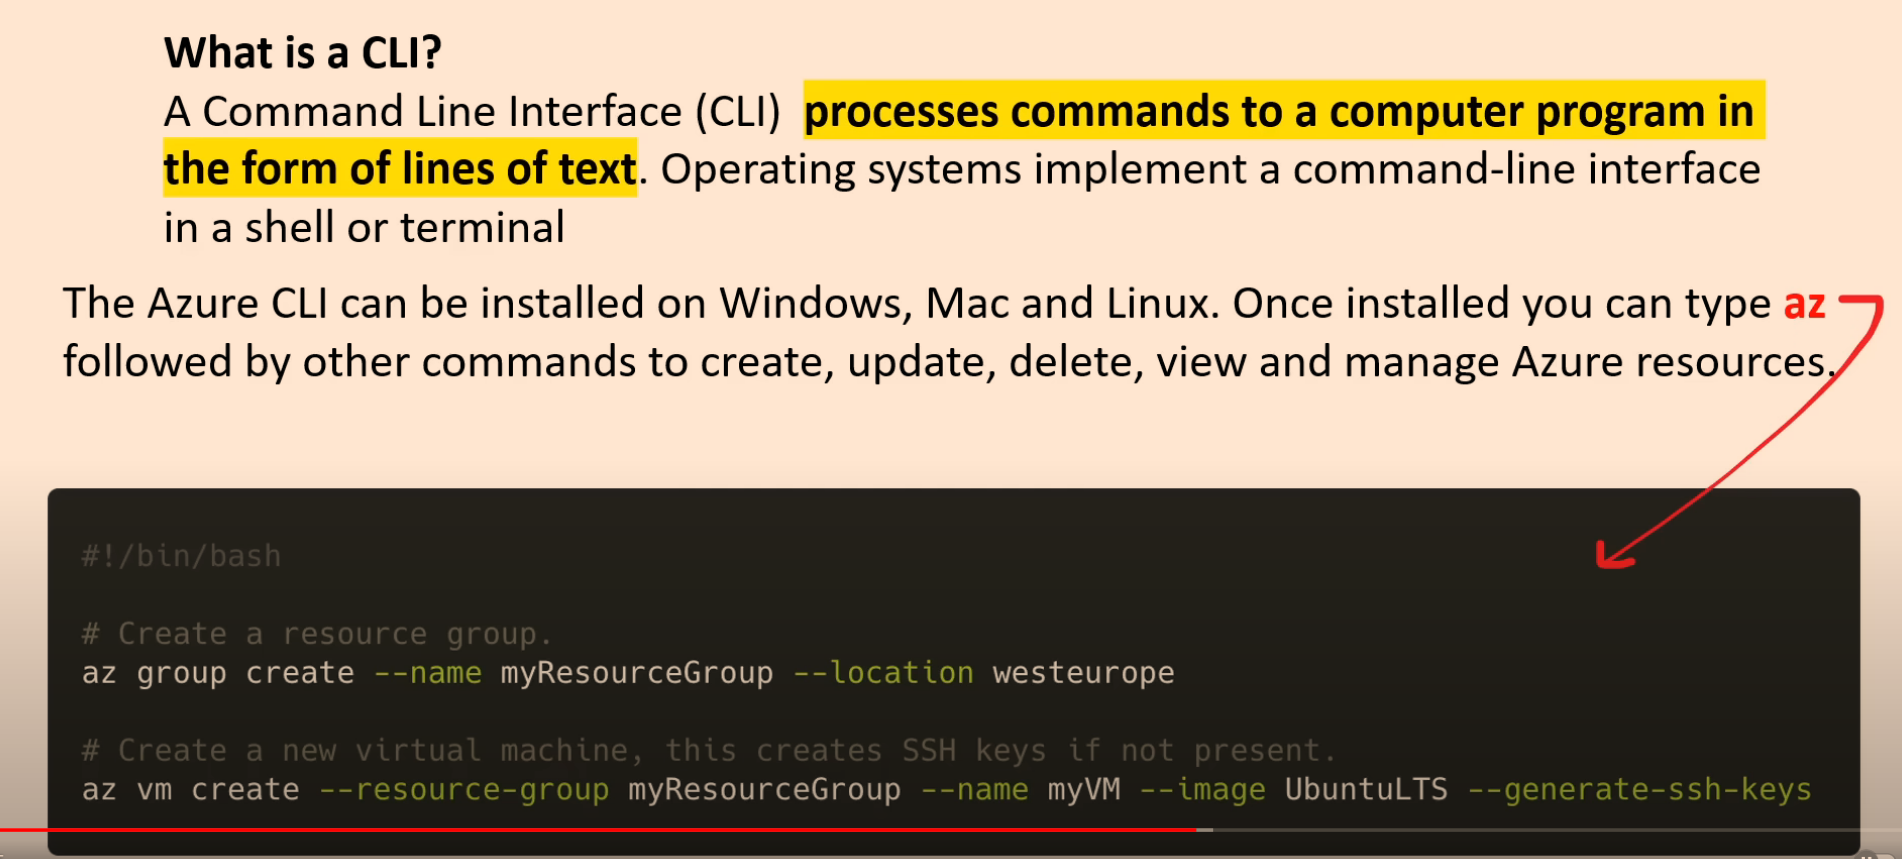 What is a CLI?
A Command Line Interface (CLI) processes commands to a computer program in
the form of lines of text. Operating systems implement a command-line interface
in a shell or terminal
The Azure CLI can be installed on Windows, Mac and Linux. Once installed you can type az
followed by other commands to create, update, delete, view and manage Azure resources.
#!/bin/bash
# Create a resource group.
az group create --name myResourceGroup --location westeurope
# Create a new virtual machine, this creates SSH keys if not present.
az vm create --resource-group myResourceGroup --name myVM --image UbuntuLTS --generate-ssh-keys